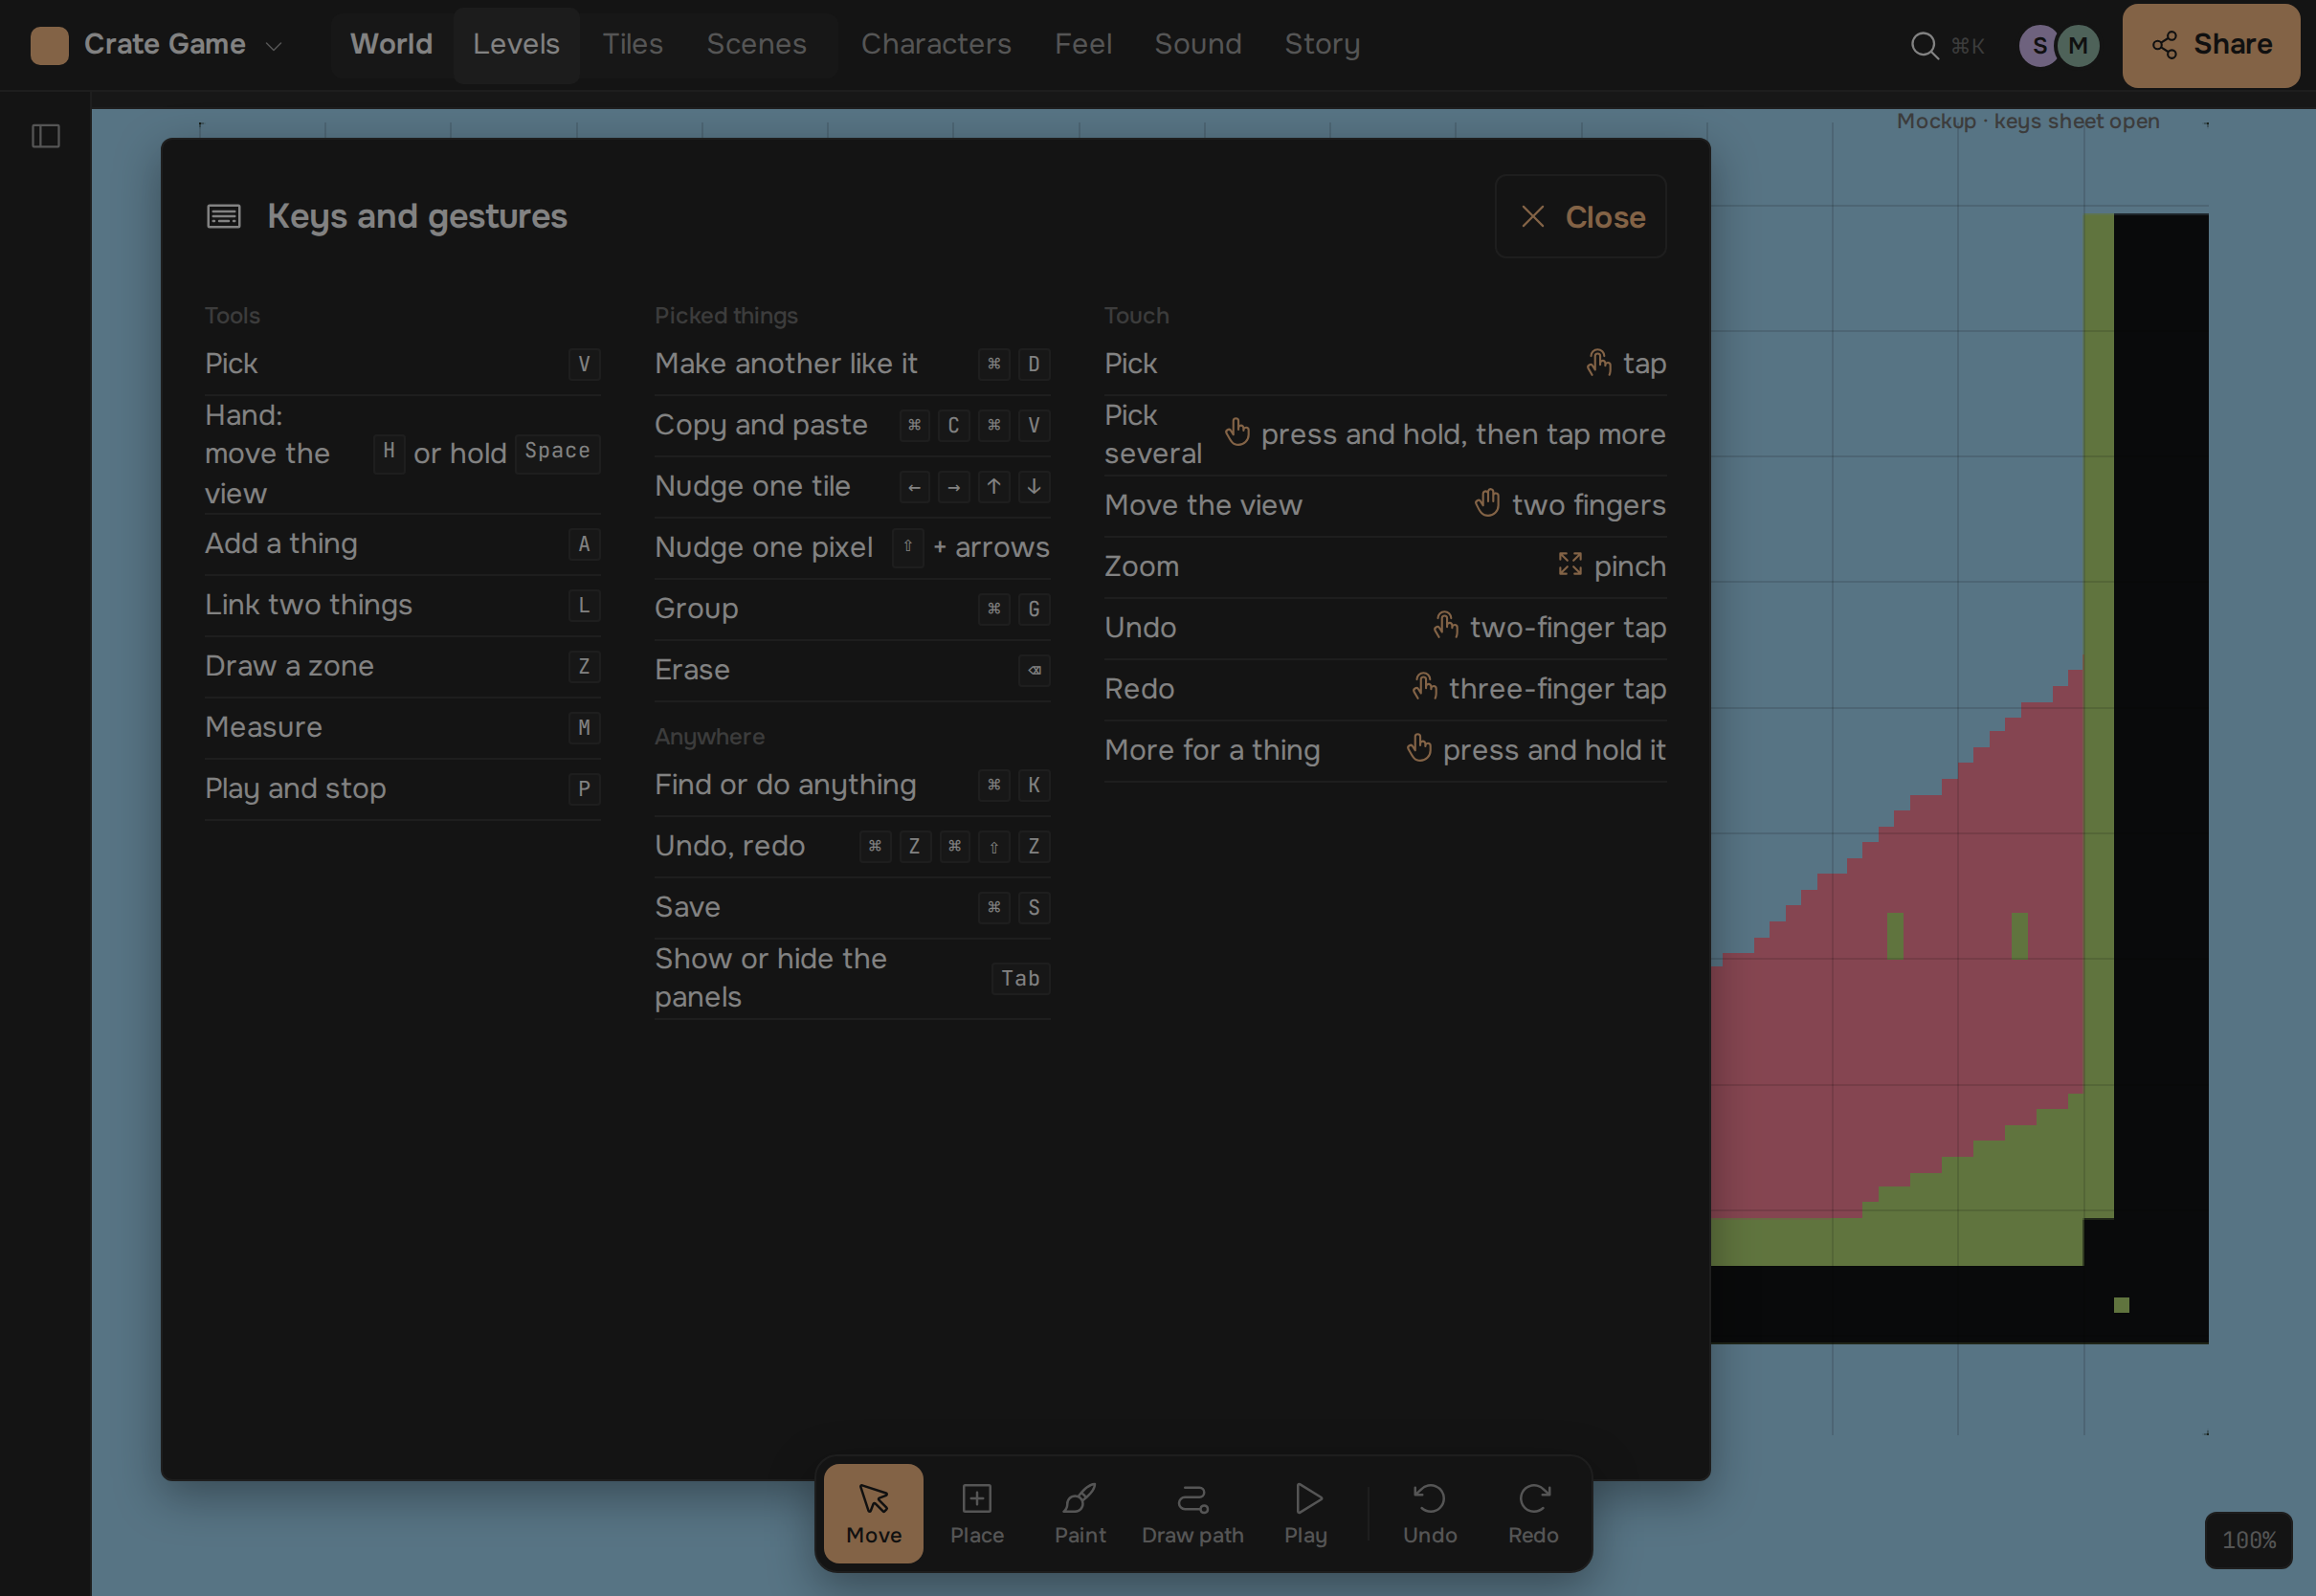 Crate Game World Levels Tiles Scenes Characters Feel Sound Story ⌘K S M Share
Mockup · keys sheet open
Keys and gestures
Close
Tools
Pick V
Hand:
move the
view
H or hold Space
Add a thing A
Link two things L
Draw a zone Z
Measure M
Play and stop P
Picked things
Make another like it ⌘ D
Copy and paste ⌘ C ⌘ V
Nudge one tile ← → ↑ ↓
Nudge one pixel ⇧ + arrows
Group ⌘ G
Erase ⌫
Anywhere
Find or do anything ⌘ K
Undo, redo ⌘ Z ⌘ ⇧ Z
Save ⌘ S
Show or hide the
panels
Tab
Touch
Pick tap
Pick
several
press and hold, then tap more
Move the view two fingers
Zoom pinch
Undo two-finger tap
Redo three-finger tap
More for a thing press and hold it
Move Place Paint Draw path Play Undo Redo
100%